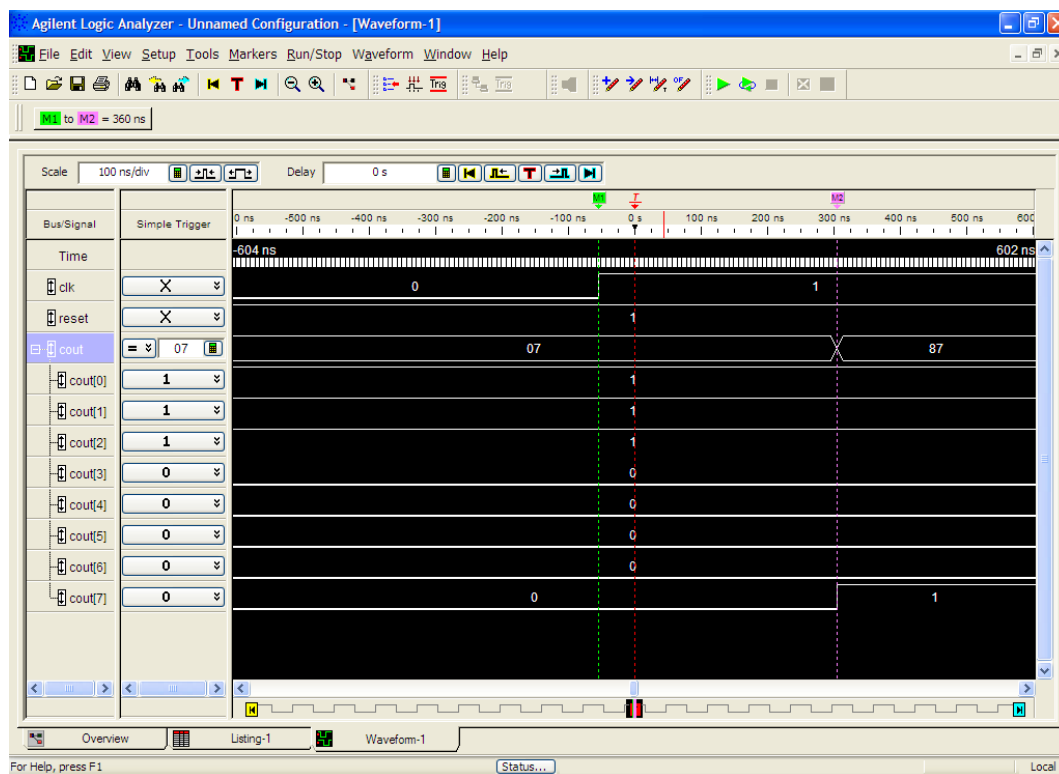 Agilent Logic Analyzer - Unnamed Configuration - [Waveform-1]
File Edit View Setup Tools Markers Run/Stop Waveform Window Help
T Trig Trig
M1 to M2 = 360 ns
Scale 100 ns/div Delay 0 s T
M1 T M2
Bus/Signal Simple Trigger 0 ns -500 ns -400 ns -300 ns -200 ns -100 ns 0 s 100 ns 200 ns 300 ns 400 ns 500 ns 600
Time -604 ns 602 ns
clk X 0 1
reset X 1
cout = 07 07 87
cout[0] 1 1
cout[1] 1 1
cout[2] 1 1
cout[3] 0 0
cout[4] 0 0
cout[5] 0 0
cout[6] 0 0
cout[7] 0 0 1
Overview Listing-1 Waveform-1
For Help, press F1 Status... Local